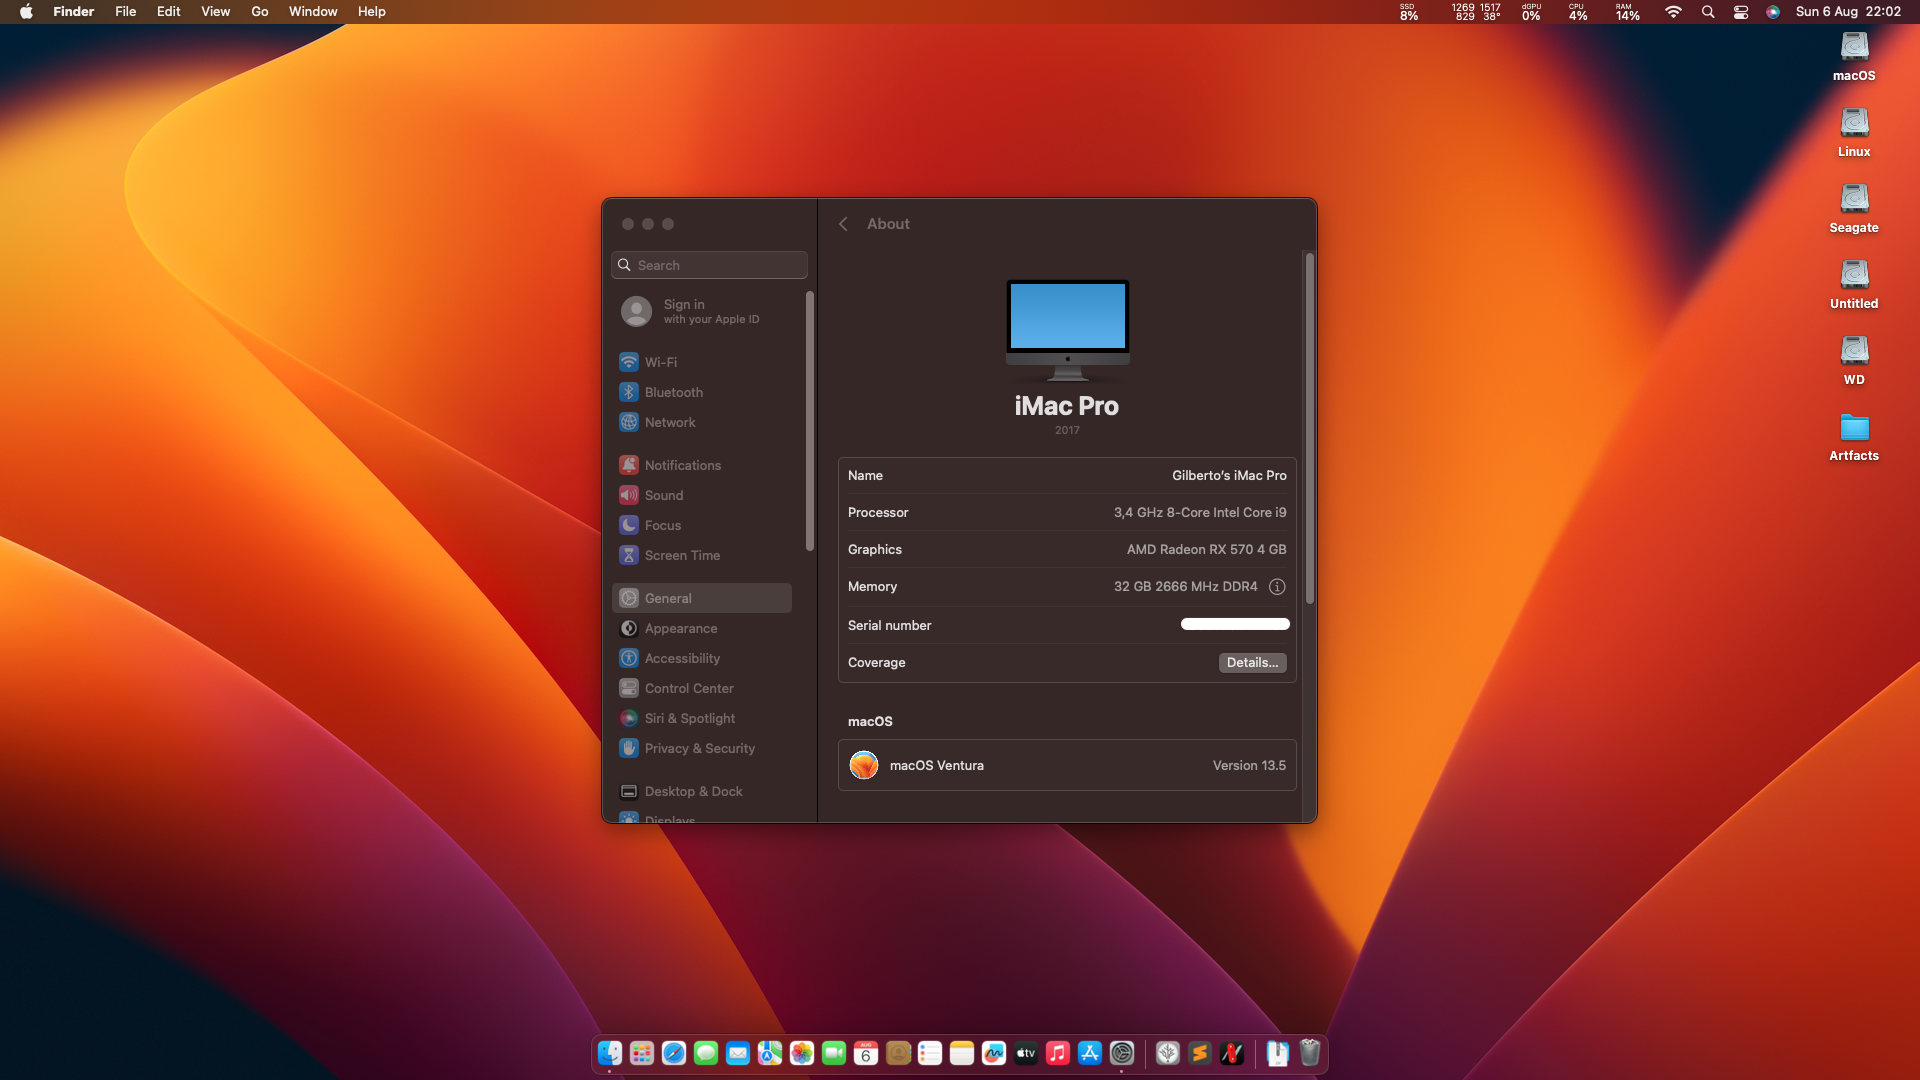 Finder File Edit View Go Window Help
SSD 8% 1269 829 1517 38° dGPU 0% CPU 4% RAM 14% Sun 6 Aug 22:02
macOS
Linux
Seagate
Untitled
WD
Artfacts
Search
Sign in
with your Apple ID
Wi-Fi
Bluetooth
Network
Notifications
Sound
Focus
Screen Time
General
Appearance
Accessibility
Control Center
Siri & Spotlight
Privacy & Security
Desktop & Dock
Displays
About
iMac Pro
2017
Name Gilberto’s iMac Pro
Processor 3,4 GHz 8-Core Intel Core i9
Graphics AMD Radeon RX 570 4 GB
Memory 32 GB 2666 MHz DDR4
Serial number
Coverage Details...
macOS
macOS Ventura Version 13.5
AUG
6
tv